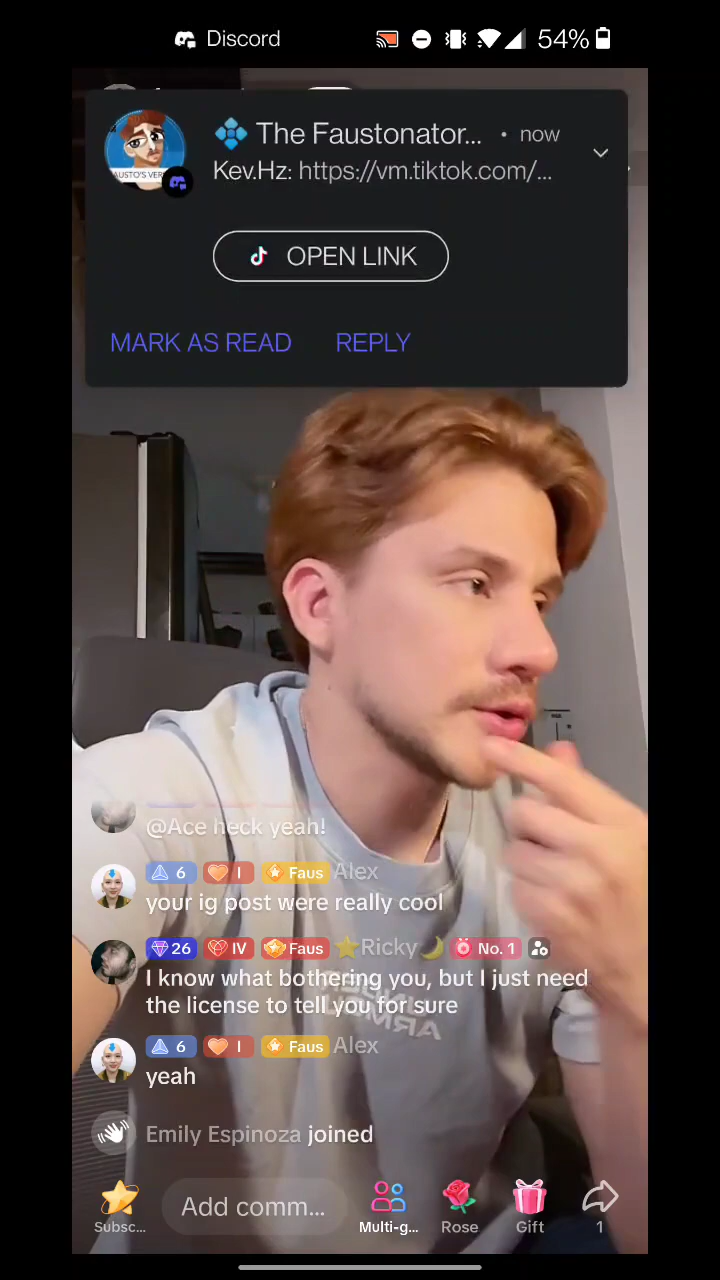 Discord
54%
The Faustonator... • now
AUSTO'S VER
Kev.Hz: https://vm.tiktok.com/...
OPEN LINK
MARK AS READ REPLY
@Ace heck yeah!
6 I Faus Alex
your ig post were really cool
26 IV Faus ⭐Ricky🌙 No. 1
I know what bothering you, but I just need
the license to tell you for sure
6 I Faus Alex
yeah
Emily Espinoza joined
Subsc... Add comm... Multi-g... Rose Gift 1